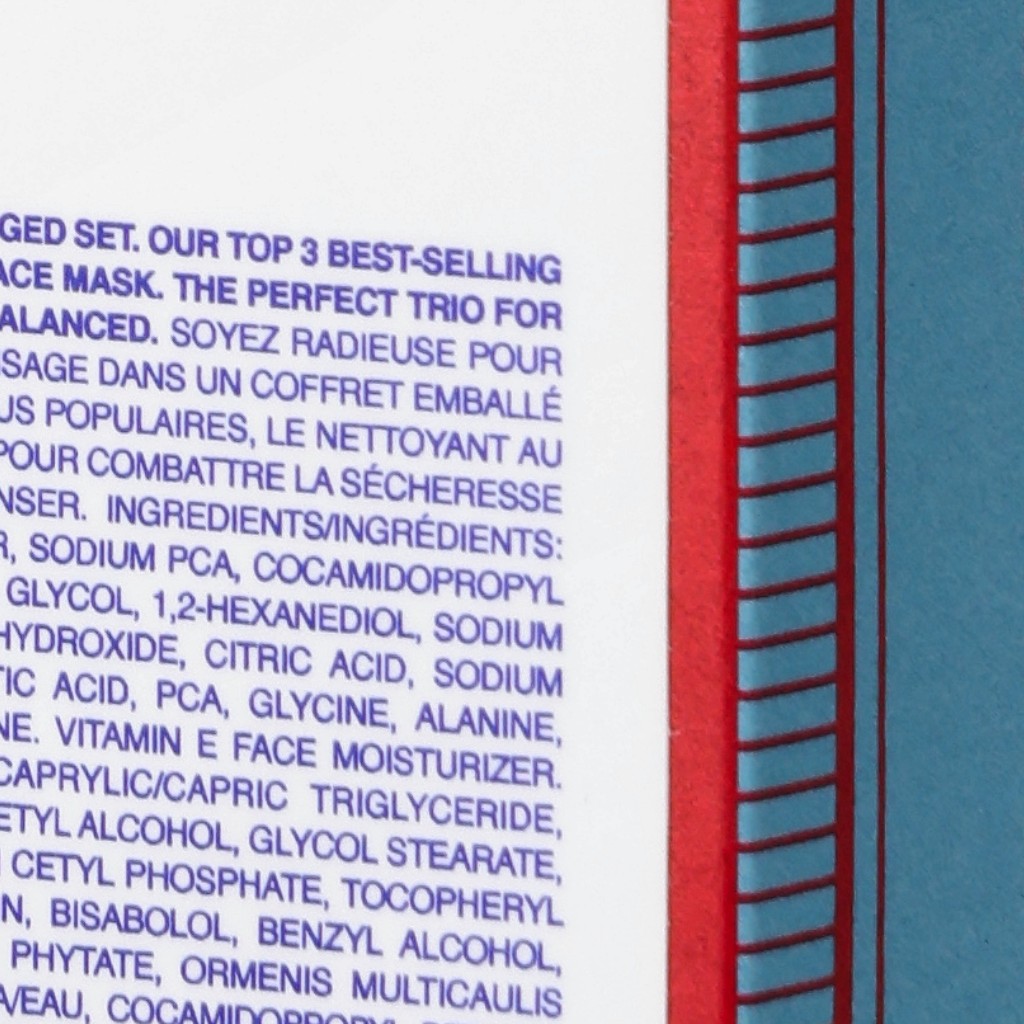 GED SET. OUR TOP 3 BEST-SELLING
ACE MASK. THE PERFECT TRIO FOR
ALANCED. SOYEZ RADIEUSE POUR
ISAGE DANS UN COFFRET EMBALLÉ
US POPULAIRES, LE NETTOYANT AU
POUR COMBATTRE LA SÉCHERESSE
NSER. INGREDIENTS/INGRÉDIENTS:
R, SODIUM PCA, COCAMIDOPROPYL
GLYCOL, 1,2-HEXANEDIOL, SODIUM
HYDROXIDE, CITRIC ACID, SODIUM
TIC ACID, PCA, GLYCINE, ALANINE,
NE. VITAMIN E FACE MOISTURIZER.
CAPRYLIC/CAPRIC TRIGLYCERIDE,
ETYL ALCOHOL, GLYCOL STEARATE,
CETYL PHOSPHATE, TOCOPHERYL
N, BISABOLOL, BENZYL ALCOHOL,
PHYTATE, ORMENIS MULTICAULIS
VEAU, COCAMIDOPROPYL